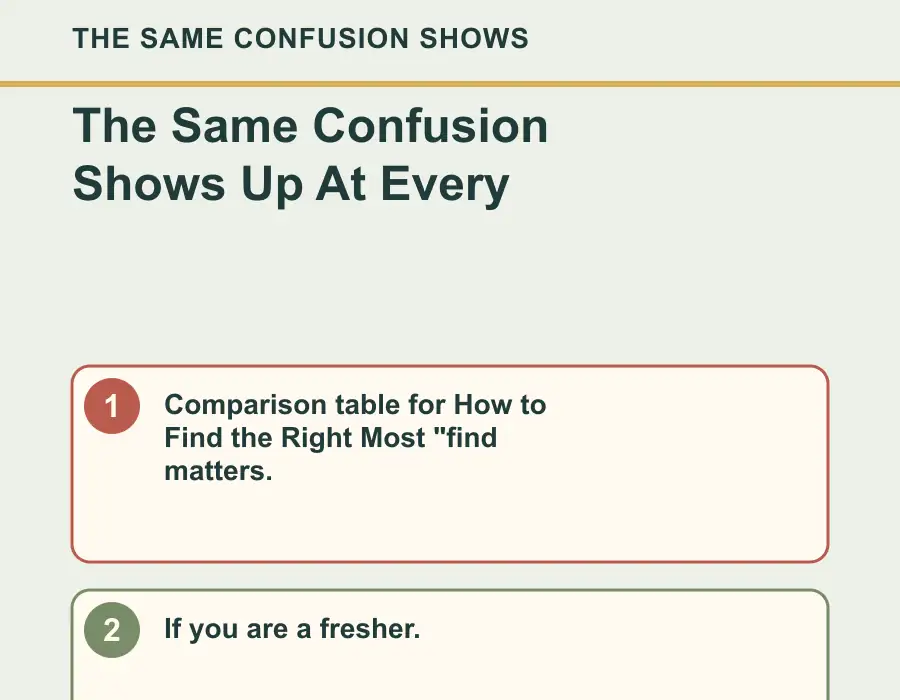 THE SAME CONFUSION SHOWS
The Same Confusion
Shows Up At Every
1
Comparison table for How to
Find the Right Most "find
matters.
2
If you are a fresher.